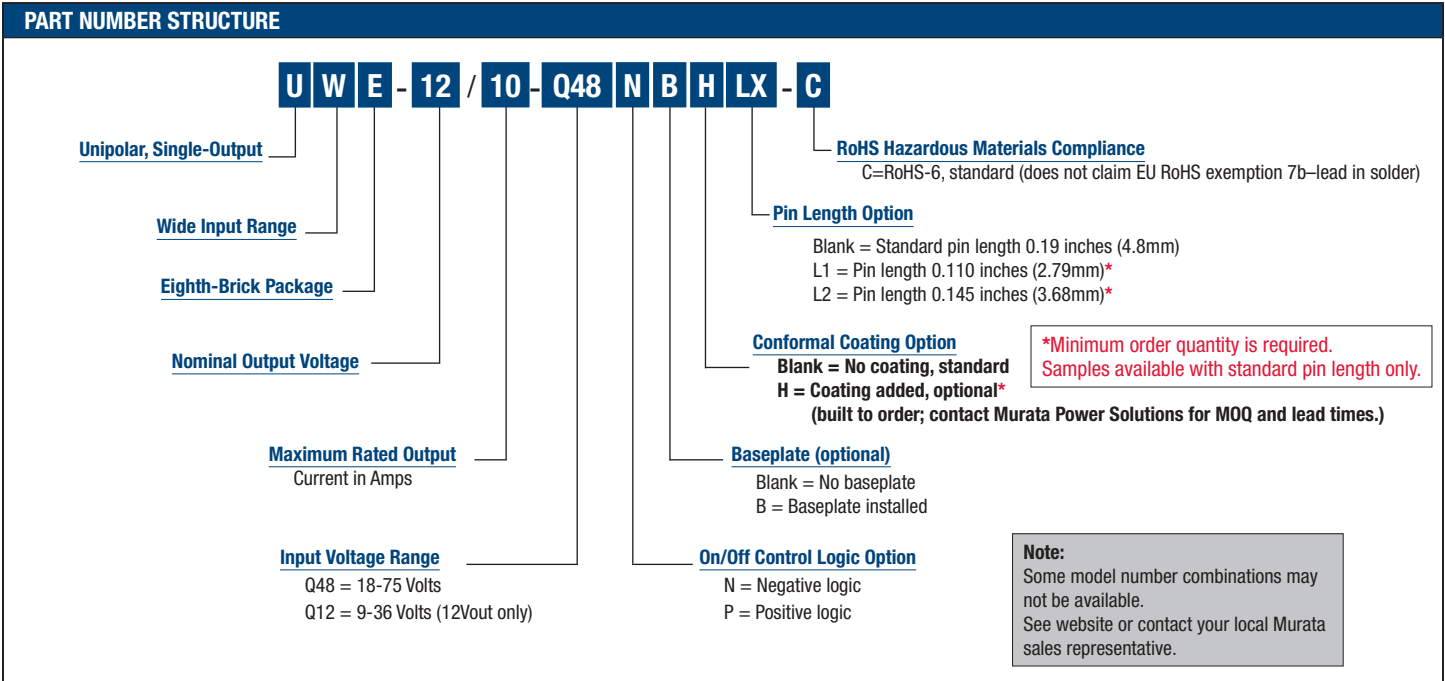 PART NUMBER STRUCTURE
U W E - 12 / 10 - Q48 N B H LX - C
Unipolar, Single-Output
Wide Input Range
Eighth-Brick Package
Nominal Output Voltage
Maximum Rated Output
Current in Amps
Input Voltage Range
Q48 = 18-75 Volts
Q12 = 9-36 Volts (12Vout only)
RoHS Hazardous Materials Compliance
C=RoHS-6, standard (does not claim EU RoHS exemption 7b–lead in solder)
Pin Length Option
Blank = Standard pin length 0.19 inches (4.8mm)
L1 = Pin length 0.110 inches (2.79mm)*
L2 = Pin length 0.145 inches (3.68mm)*
Conformal Coating Option
Blank = No coating, standard
H = Coating added, optional*
(built to order; contact Murata Power Solutions for MOQ and lead times.)
*Minimum order quantity is required.
Samples available with standard pin length only.
Baseplate (optional)
Blank = No baseplate
B = Baseplate installed
On/Off Control Logic Option
N = Negative logic
P = Positive logic
Note:
Some model number combinations may
not be available.
See website or contact your local Murata
sales representative.